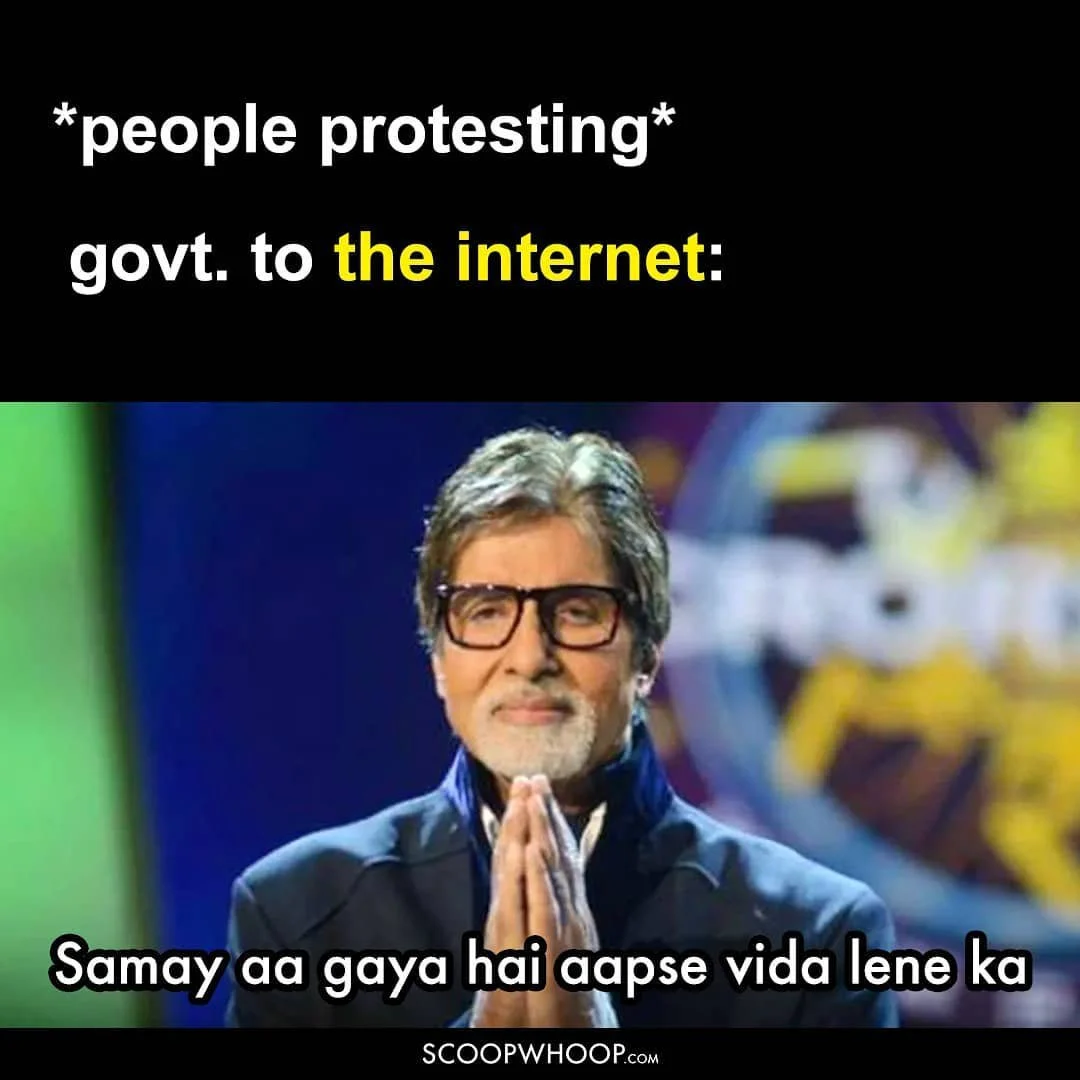 *people protesting*
govt. to the internet:
Samay aa gaya hai aapse vida lene ka
SCOOPWHOOP.COM